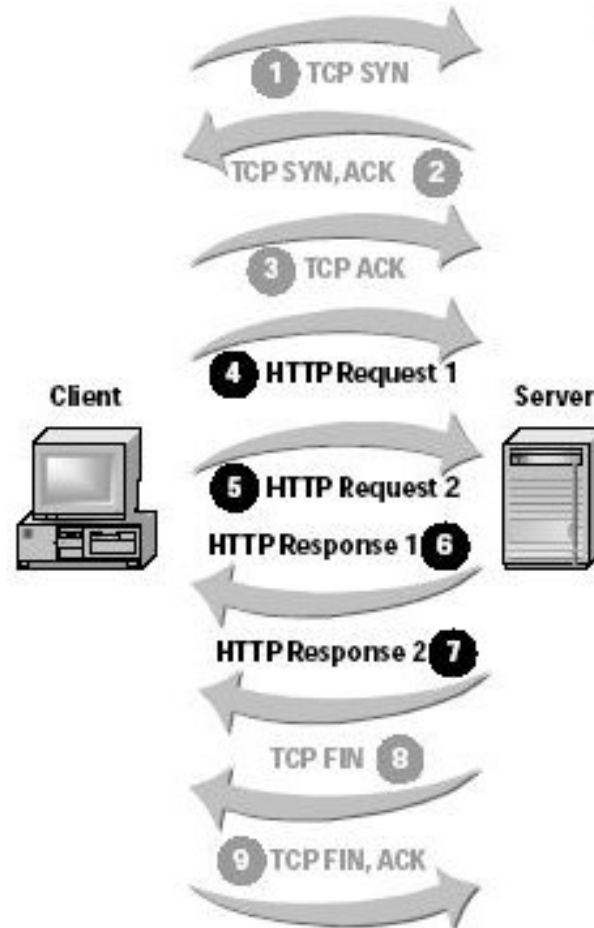 1 TCP SYN
TCP SYN, ACK 2
3 TCP ACK
4 HTTP Request 1
Client
Server
5 HTTP Request 2
HTTP Response 1 6
HTTP Response 2 7
TCP FIN 8
9 TCP FIN, ACK